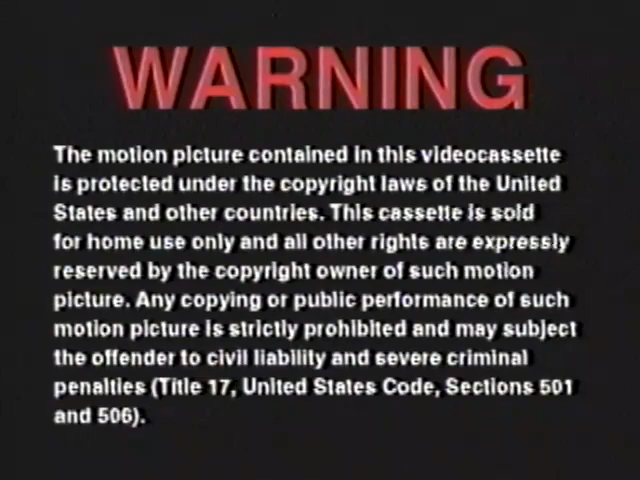 WARNING
The motion picture contained in this videocassette
is protected under the copyright laws of the United
States and other countries. This cassette is sold
for home use only and all other rights are expressly
reserved by the copyright owner of such motion
picture. Any copying or public performance of such
motion picture is strictly prohibited and may subject
the offender to civil liability and severe criminal
penalties (Title 17, United States Code, Sections 501
and 506).